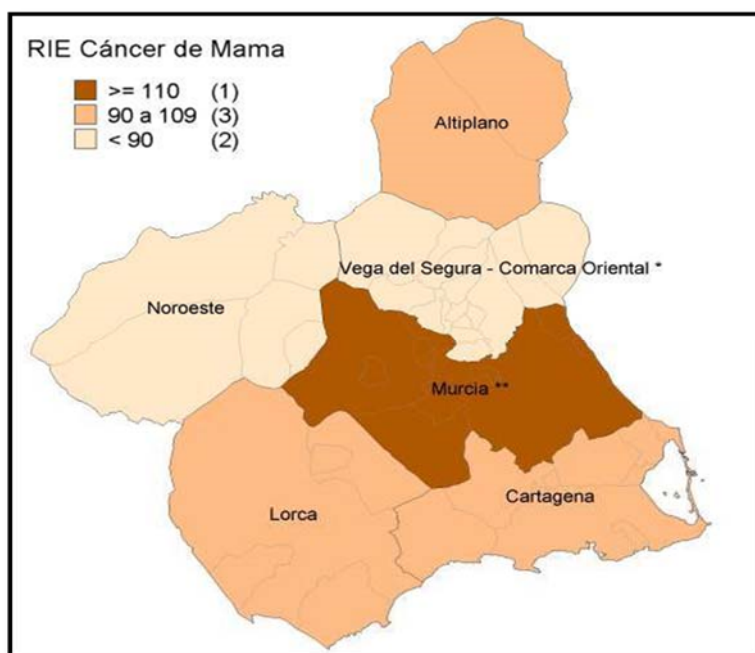 RIE Cáncer de Mama
>= 110 (1)
90 a 109 (3)
< 90 (2)
Altiplano
Vega del Segura - Comarca Oriental *
Noroeste
Murcia **
Cartagena
Lorca